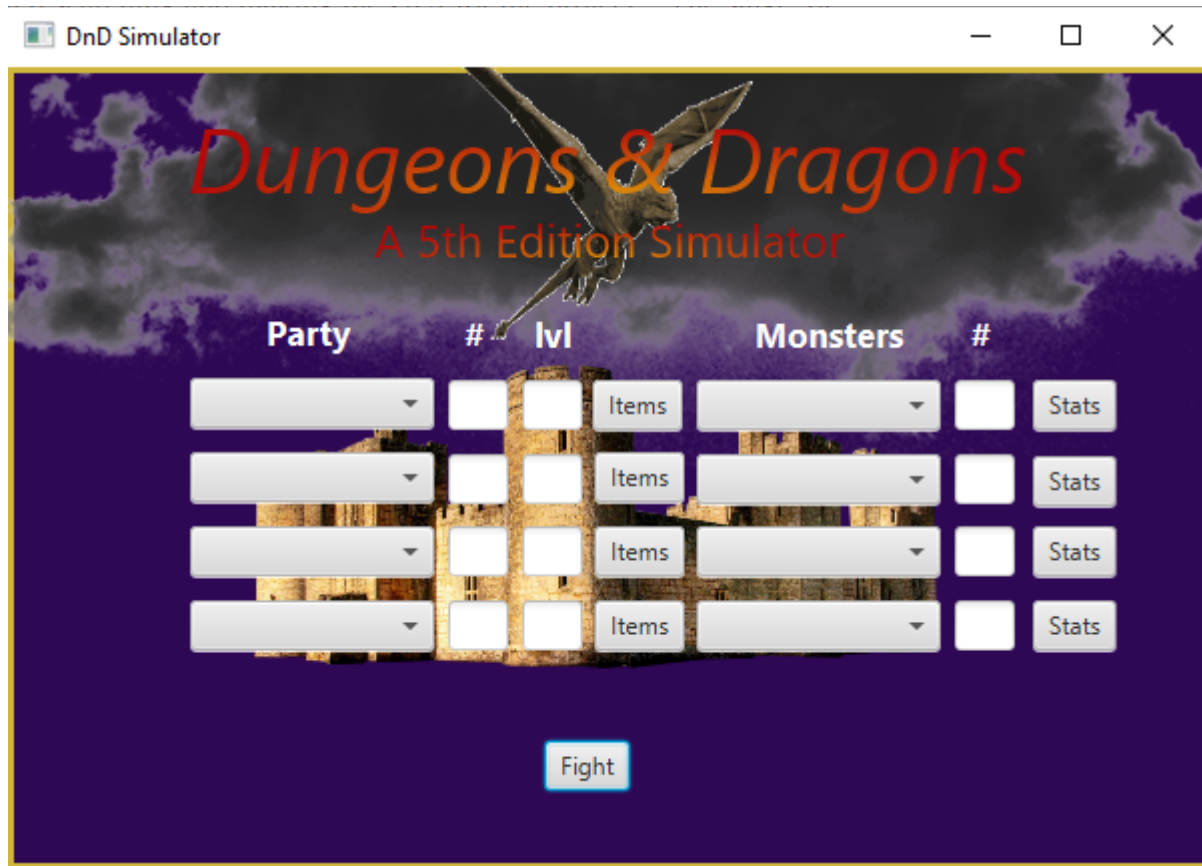 DnD Simulator
Dungeons & Dragons
A 5th Edition Simulator
Party # lvl Monsters #
Items Stats
Items Stats
Items Stats
Items Stats
Fight